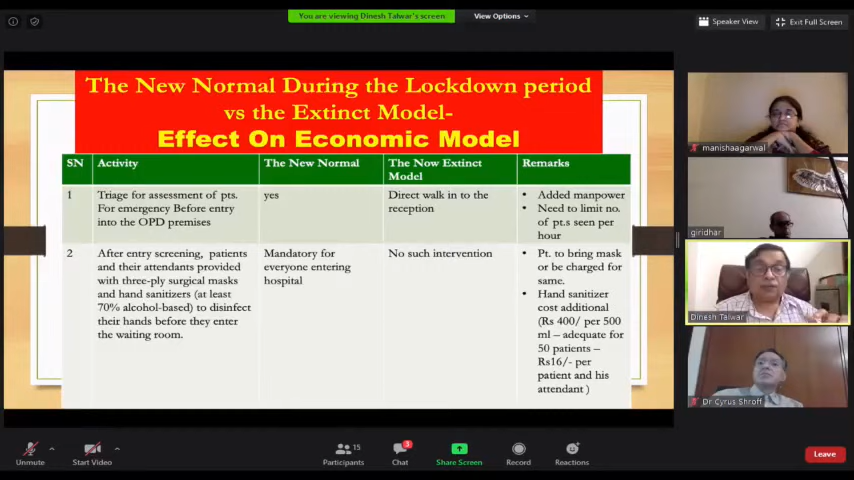 You are viewing Dinesh Talwar's screen
View Options
Speaker View
Exit Full Screen
The New Normal During the Lockdown period
vs the Extinct Model-
Effect On Economic Model
SN
Activity
The New Normal
The Now Extinct
Model
Remarks
1
Triage for assessment of pts.
For emergency Before entry
into the OPD premises
yes
Direct walk in to the
reception
• Added manpower
• Need to limit no.
of pt.s seen per
hour
2
After entry screening, patients
and their attendants provided
with three-ply surgical masks
and hand sanitizers (at least
70% alcohol-based) to disinfect
their hands before they enter
the waiting room.
Mandatory for
everyone entering
hospital
No such intervention
• Pt. to bring mask
or be charged for
same.
• Hand sanitizer
cost additional
(Rs 400/ per 500
ml – adequate for
50 patients –
Rs16/- per
patient and his
attendant )
manishaagarwal
giridhar
Dinesh Talwar
Dr Cyrus Shroff
Unmute
Start Video
15
Participants
3
Chat
Share Screen
Record
Reactions
Leave